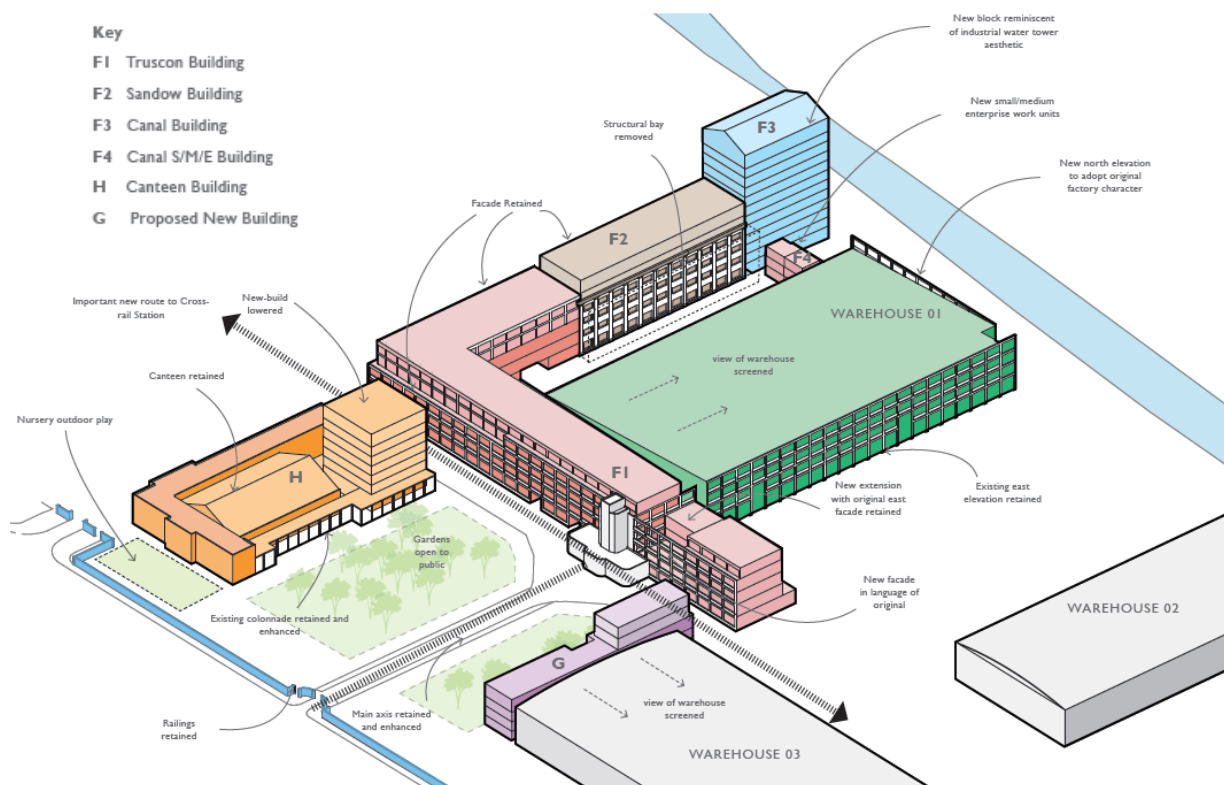 Key
F1 Truscon Building
F2 Sandow Building
F3 Canal Building
F4 Canal S/M/E Building
H Canteen Building
G Proposed New Building
New block reminiscent
of industrial water tower
aesthetic
New small/medium
enterprise work units
Structural bay
removed
F3
New north elevation
to adopt original
factory character
Facade Retained
F2
F4
Important new route to Cross-
rail Station
New-build
lowered
WAREHOUSE 01
view of warehouse
screened
Canteen retained
Nursery outdoor play
H
F1
New extension
with original east
facade retained
Existing east
elevation retained
Gardens
open to
public
New facade
in language of
original
WAREHOUSE 02
Existing colonnade retained and
enhanced
G
Railings
retained
Main axis retained
and enhanced
view of warehouse
screened
WAREHOUSE 03